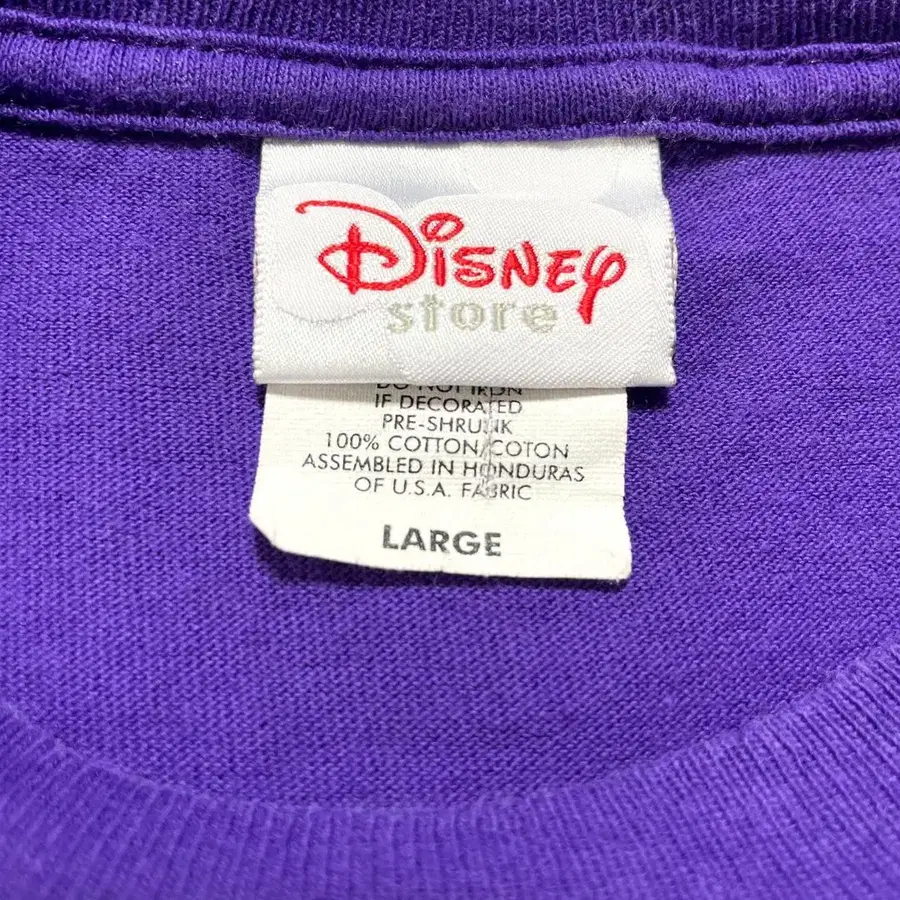 Disney
store
DO NOT IRON
IF DECORATED
PRE-SHRUNK
100% COTTON/COTON
ASSEMBLED IN HONDURAS
OF U.S.A. FABRIC
LARGE